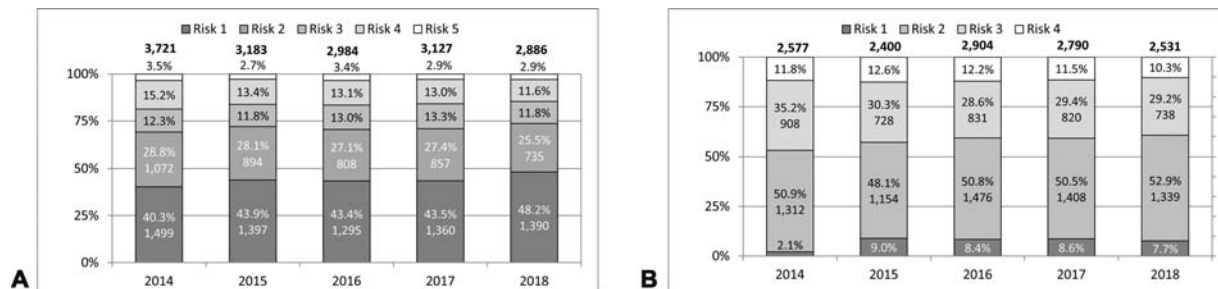 Risk 1 Risk 2 Risk 3 Risk 4 Risk 5
3,721 3,183 2,984 3,127 2,886
3.5% 2.7% 3.4% 2.9% 2.9%
100%
15.2% 13.4% 13.1% 13.0% 11.6%
12.3% 11.8% 13.0% 13.3% 11.8%
75%
28.8% 28.1% 27.1% 27.4% 25.5%
1,072 894 808 857 735
50%
40.3% 43.9% 43.4% 43.5% 48.2%
1,499 1,397 1,295 1,360 1,390
25%
0%
2014 2015 2016 2017 2018
A
Risk 1 Risk 2 Risk 3 Risk 4
2,577 2,400 2,904 2,790 2,531
100%
11.8% 12.6% 12.2% 11.5% 10.3%
35.2% 30.3% 28.6% 29.4% 29.2%
908 728 831 820 738
75%
50%
50.9% 48.1% 50.8% 50.5% 52.9%
1,312 1,154 1,476 1,408 1,339
25%
2.1% 9.0% 8.4% 8.6% 7.7%
0%
2014 2015 2016 2017 2018
B